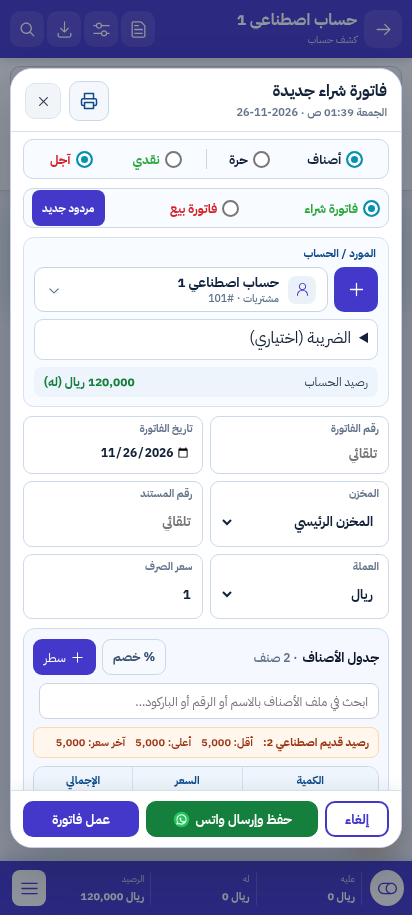 حساب اصطناعي 1
كشف حساب
فاتورة شراء جديدة
الجمعة 01:39 ص · 2026-11-26
أصناف
حرة
نقدي
آجل
فاتورة شراء
فاتورة بيع
مردود جديد
المورد / الحساب
حساب اصطناعي 1
مشتريات · #101
الضريبة (اختياري)
رصيد الحساب
120,000 ريال (له)
رقم الفاتورة
تلقائي
تاريخ الفاتورة
11/26/2026
المخزن
المخزن الرئيسي
رقم المستند
تلقائي
العملة
ريال
سعر الصرف
1
جدول الأصناف · 2 صنف
% خصم
+ سطر
ابحث في ملف الأصناف بالاسم أو الرقم أو الباركود...
رصيد قديم اصطناعي 2: أقل: 5,000 أعلى: 5,000 آخر سعر: 5,000
الكمية
السعر
الإجمالي
إلغاء
حفظ وإرسال واتس
عمل فاتورة
عليه
ريال 0
له
ريال 0
الرصيد
ريال 120,000